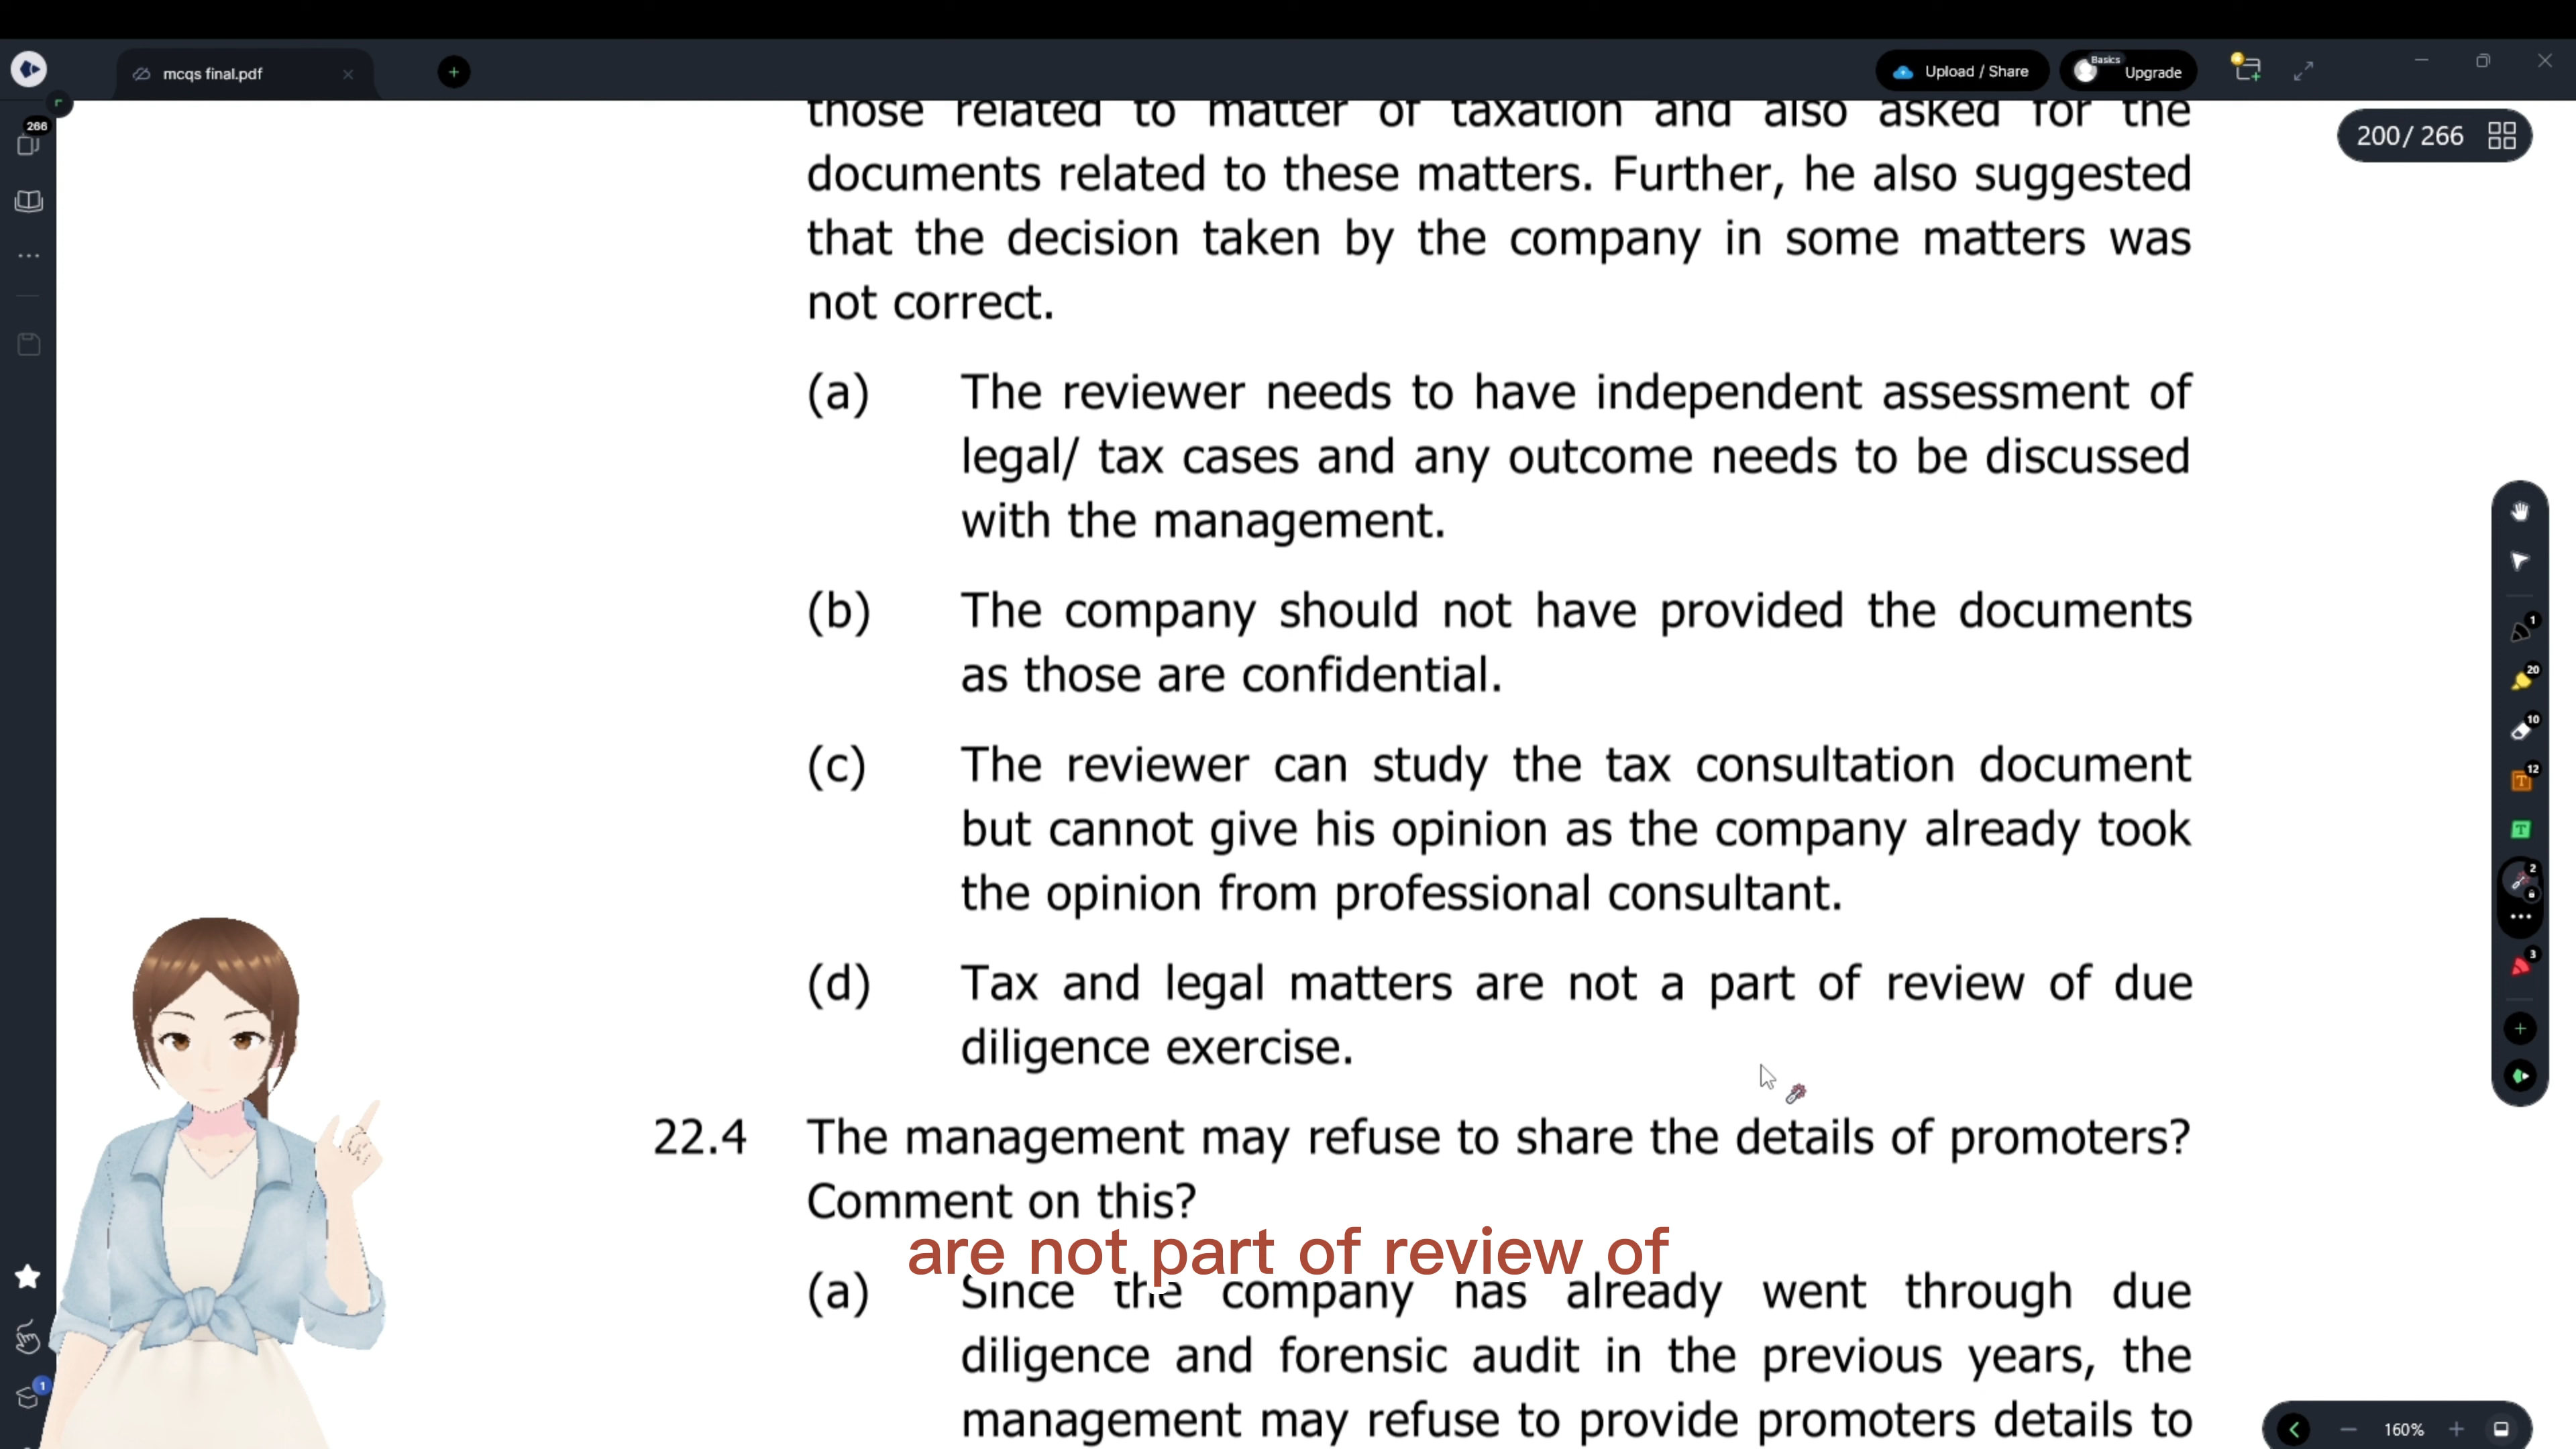 mcqs final.pdf
Upload / Share
Basics
Upgrade
266
200/ 266
those related to matter of taxation and also asked for the
documents related to these matters. Further, he also suggested
that the decision taken by the company in some matters was
not correct.
(a) The reviewer needs to have independent assessment of
legal/ tax cases and any outcome needs to be discussed
with the management.
(b) The company should not have provided the documents
as those are confidential.
(c) The reviewer can study the tax consultation document
but cannot give his opinion as the company already took
the opinion from professional consultant.
(d) Tax and legal matters are not a part of review of due
diligence exercise.
22.4 The management may refuse to share the details of promoters?
Comment on this?
are not part of review of
(a) Since the company has already went through due
diligence and forensic audit in the previous years, the
management may refuse to provide promoters details to
1
20
10
12
T
T
2
3
1
160%